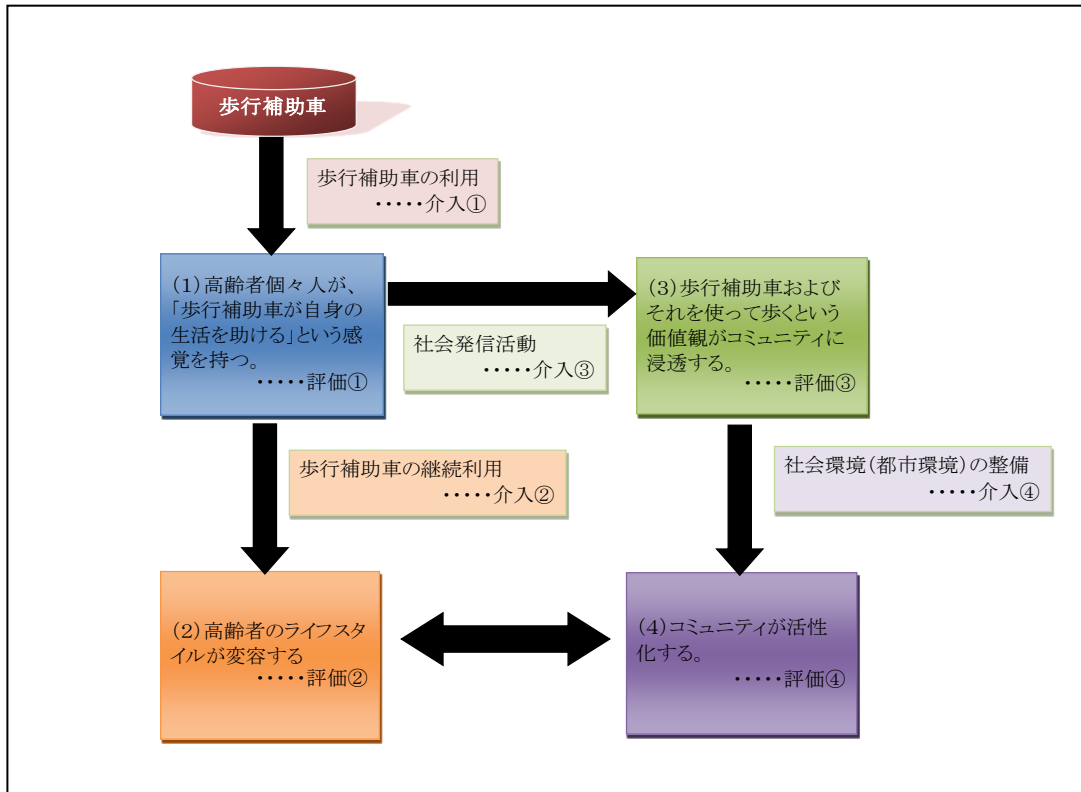 歩行補助車
歩行補助車の利用
・・・・・介入①
(1)高齢者個々人が、
「歩行補助車が自身の
生活を助ける」という感
覚を持つ。
・・・・・評価①
社会発信活動
・・・・・介入③
(3)歩行補助車および
それを使って歩くという
価値観がコミュニティに
浸透する。
・・・・・評価③
歩行補助車の継続利用
・・・・・介入②
社会環境(都市環境)の整備
・・・・・介入④
(2)高齢者のライフスタ
イルが変容する
・・・・・評価②
(4)コミュニティが活性
化する。
・・・・・評価④